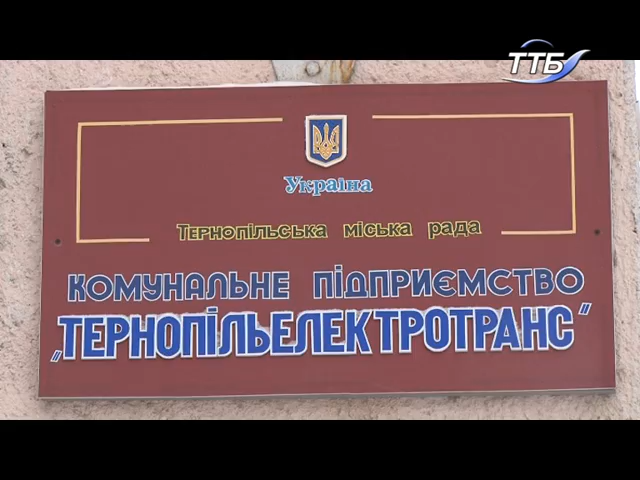 ТТБ
Україна
Тернопільська міська рада
КОМУНАЛЬНЕ ПІДПРИЄМСТВО
„ТЕРНОПІЛЬЕЛЕКТРОТРАНС”